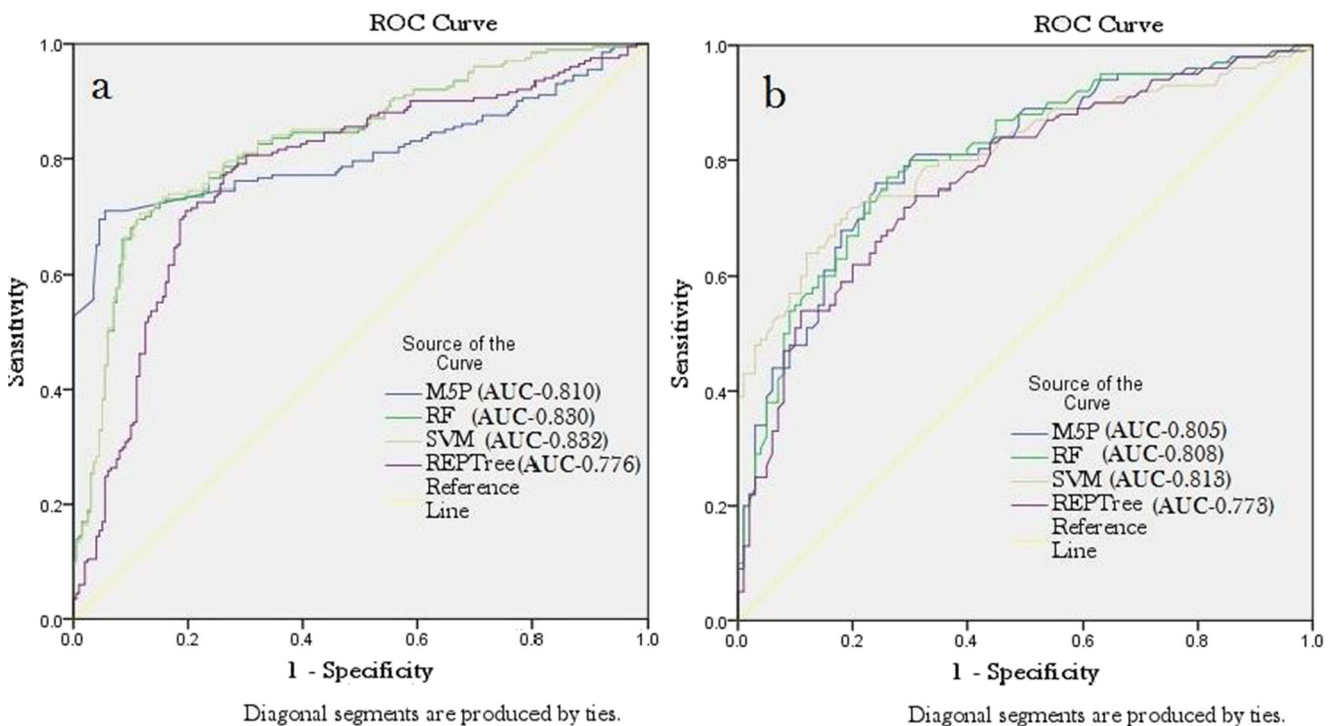 ROC Curve
a
1.0
0.8
0.6
0.4
0.2
0.0
Sensitivity
Source of the
Curve
M5P (AUC-0.810)
RF (AUC-0.830)
SVM (AUC-0.832)
REPTree (AUC-0.776)
Reference
Line
0.0 0.2 0.4 0.6 0.8 1.0
1 - Specificity
Diagonal segments are produced by ties.
ROC Curve
b
1.0
0.8
0.6
0.4
0.2
0.0
Sensitivity
Source of the
Curve
M5P (AUC-0.805)
RF (AUC-0.808)
SVM (AUC-0.813)
REPTree (AUC-0.773)
Reference
Line
0.0 0.2 0.4 0.6 0.8 1.0
1 - Specificity
Diagonal segments are produced by ties.